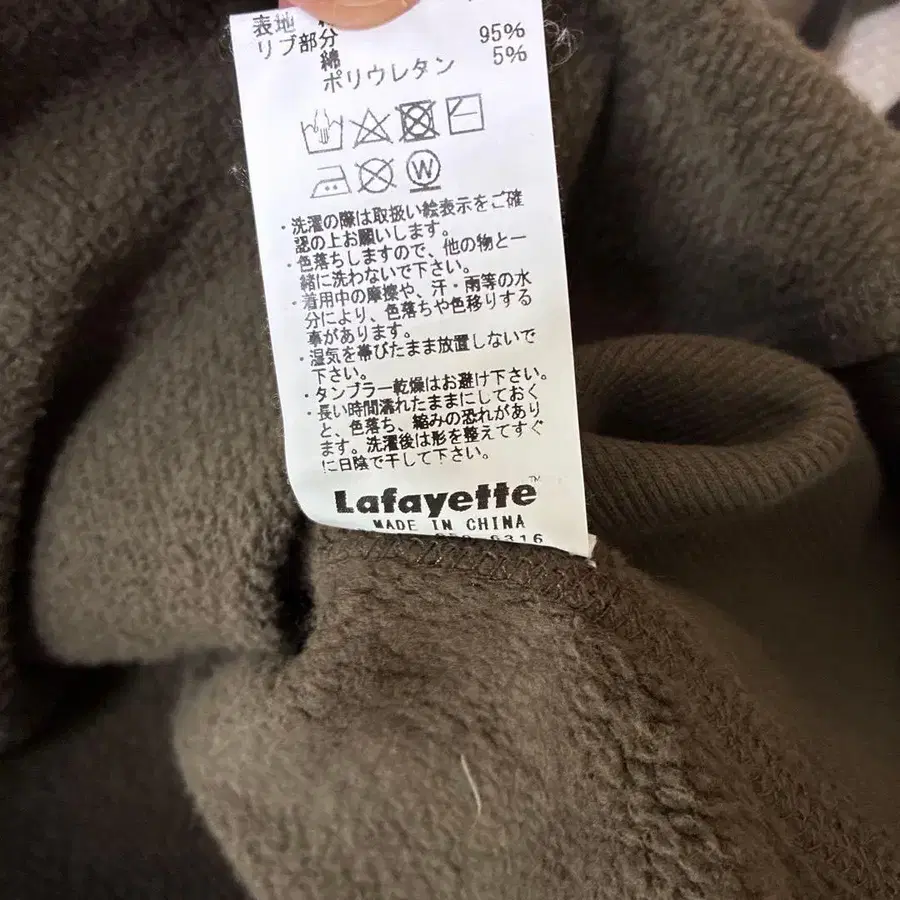 表地
リブ部分
綿 95%
ポリウレタン 5%
W
・洗濯の際は取扱い絵表示をご確
認の上お願いします。
・色落ちしますので、他の物と一
緒に洗わないで下さい。
・着用中の摩擦や、汗・雨等の水
分により、色落ちや色移りする
事があります。
・湿気を帯びたまま放置しないで
下さい。
・タンブラー乾燥はお避け下さい。
・長い時間濡れたままにしておく
と、色落ち、縮みの恐れがあり
ます。洗濯後は形を整えてすぐ
に日陰で干して下さい。
Lafayette™
MADE IN CHINA
6316